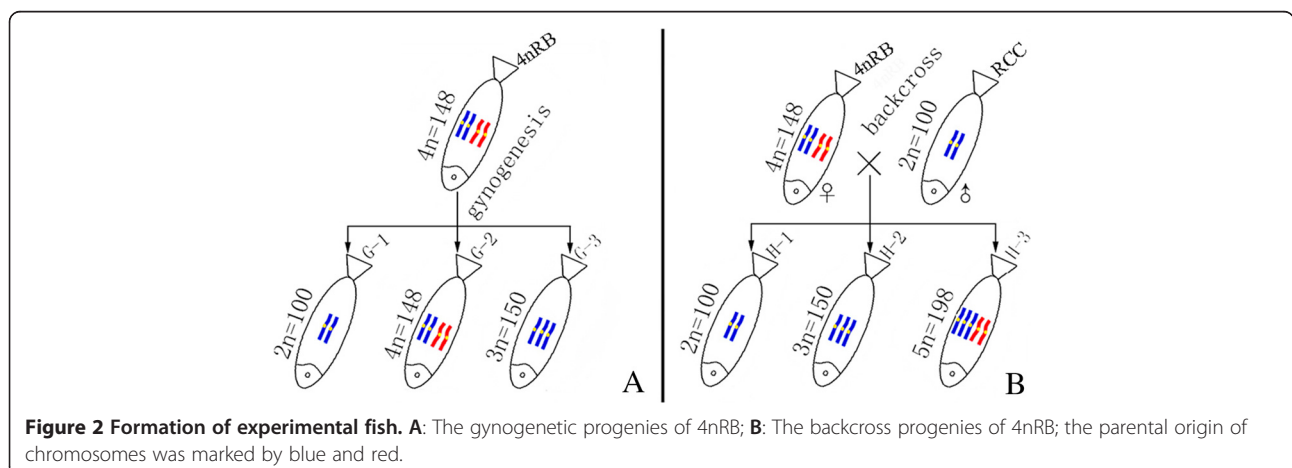 4nRB
4n=148
gynogenesis
G-1
G-2
G-3
2n=100
4n=148
3n=150
A
4nRB
backcross
RCC
4n=148
2n=100
♀
♂
H-1
H-2
H-3
2n=100
3n=150
5n=198
B
Figure 2 Formation of experimental fish. A: The gynogenetic progenies of 4nRB; B: The backcross progenies of 4nRB; the parental origin of
chromosomes was marked by blue and red.